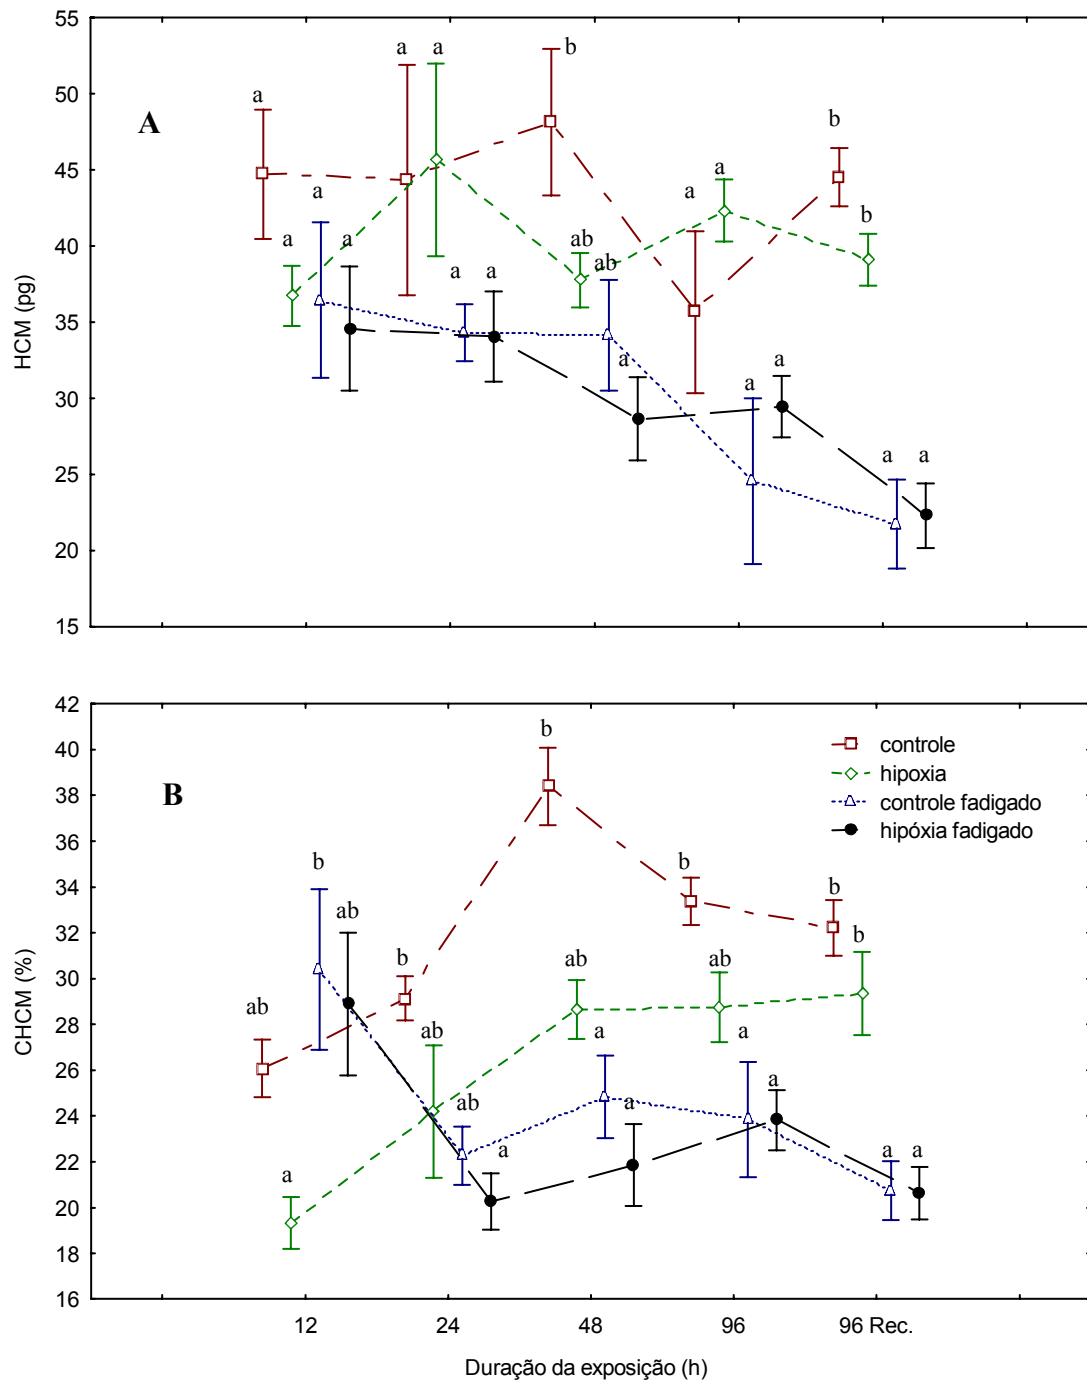 55
50
45
40
35
30
25
20
15
HCM (pg)
A
a a a b
a a a b
a a a ab ab a b
a a a a a a
42
40
38
36
34
32
30
28
26
24
22
20
18
16
CHCM (%)
B
b
controle
hipoxia
controle fadigado
hipóxia fadigado
b ab b b b
ab b ab ab b
ab ab a a
a a a a a a
12 24 48 96 96 Rec.
Duração da exposição (h)